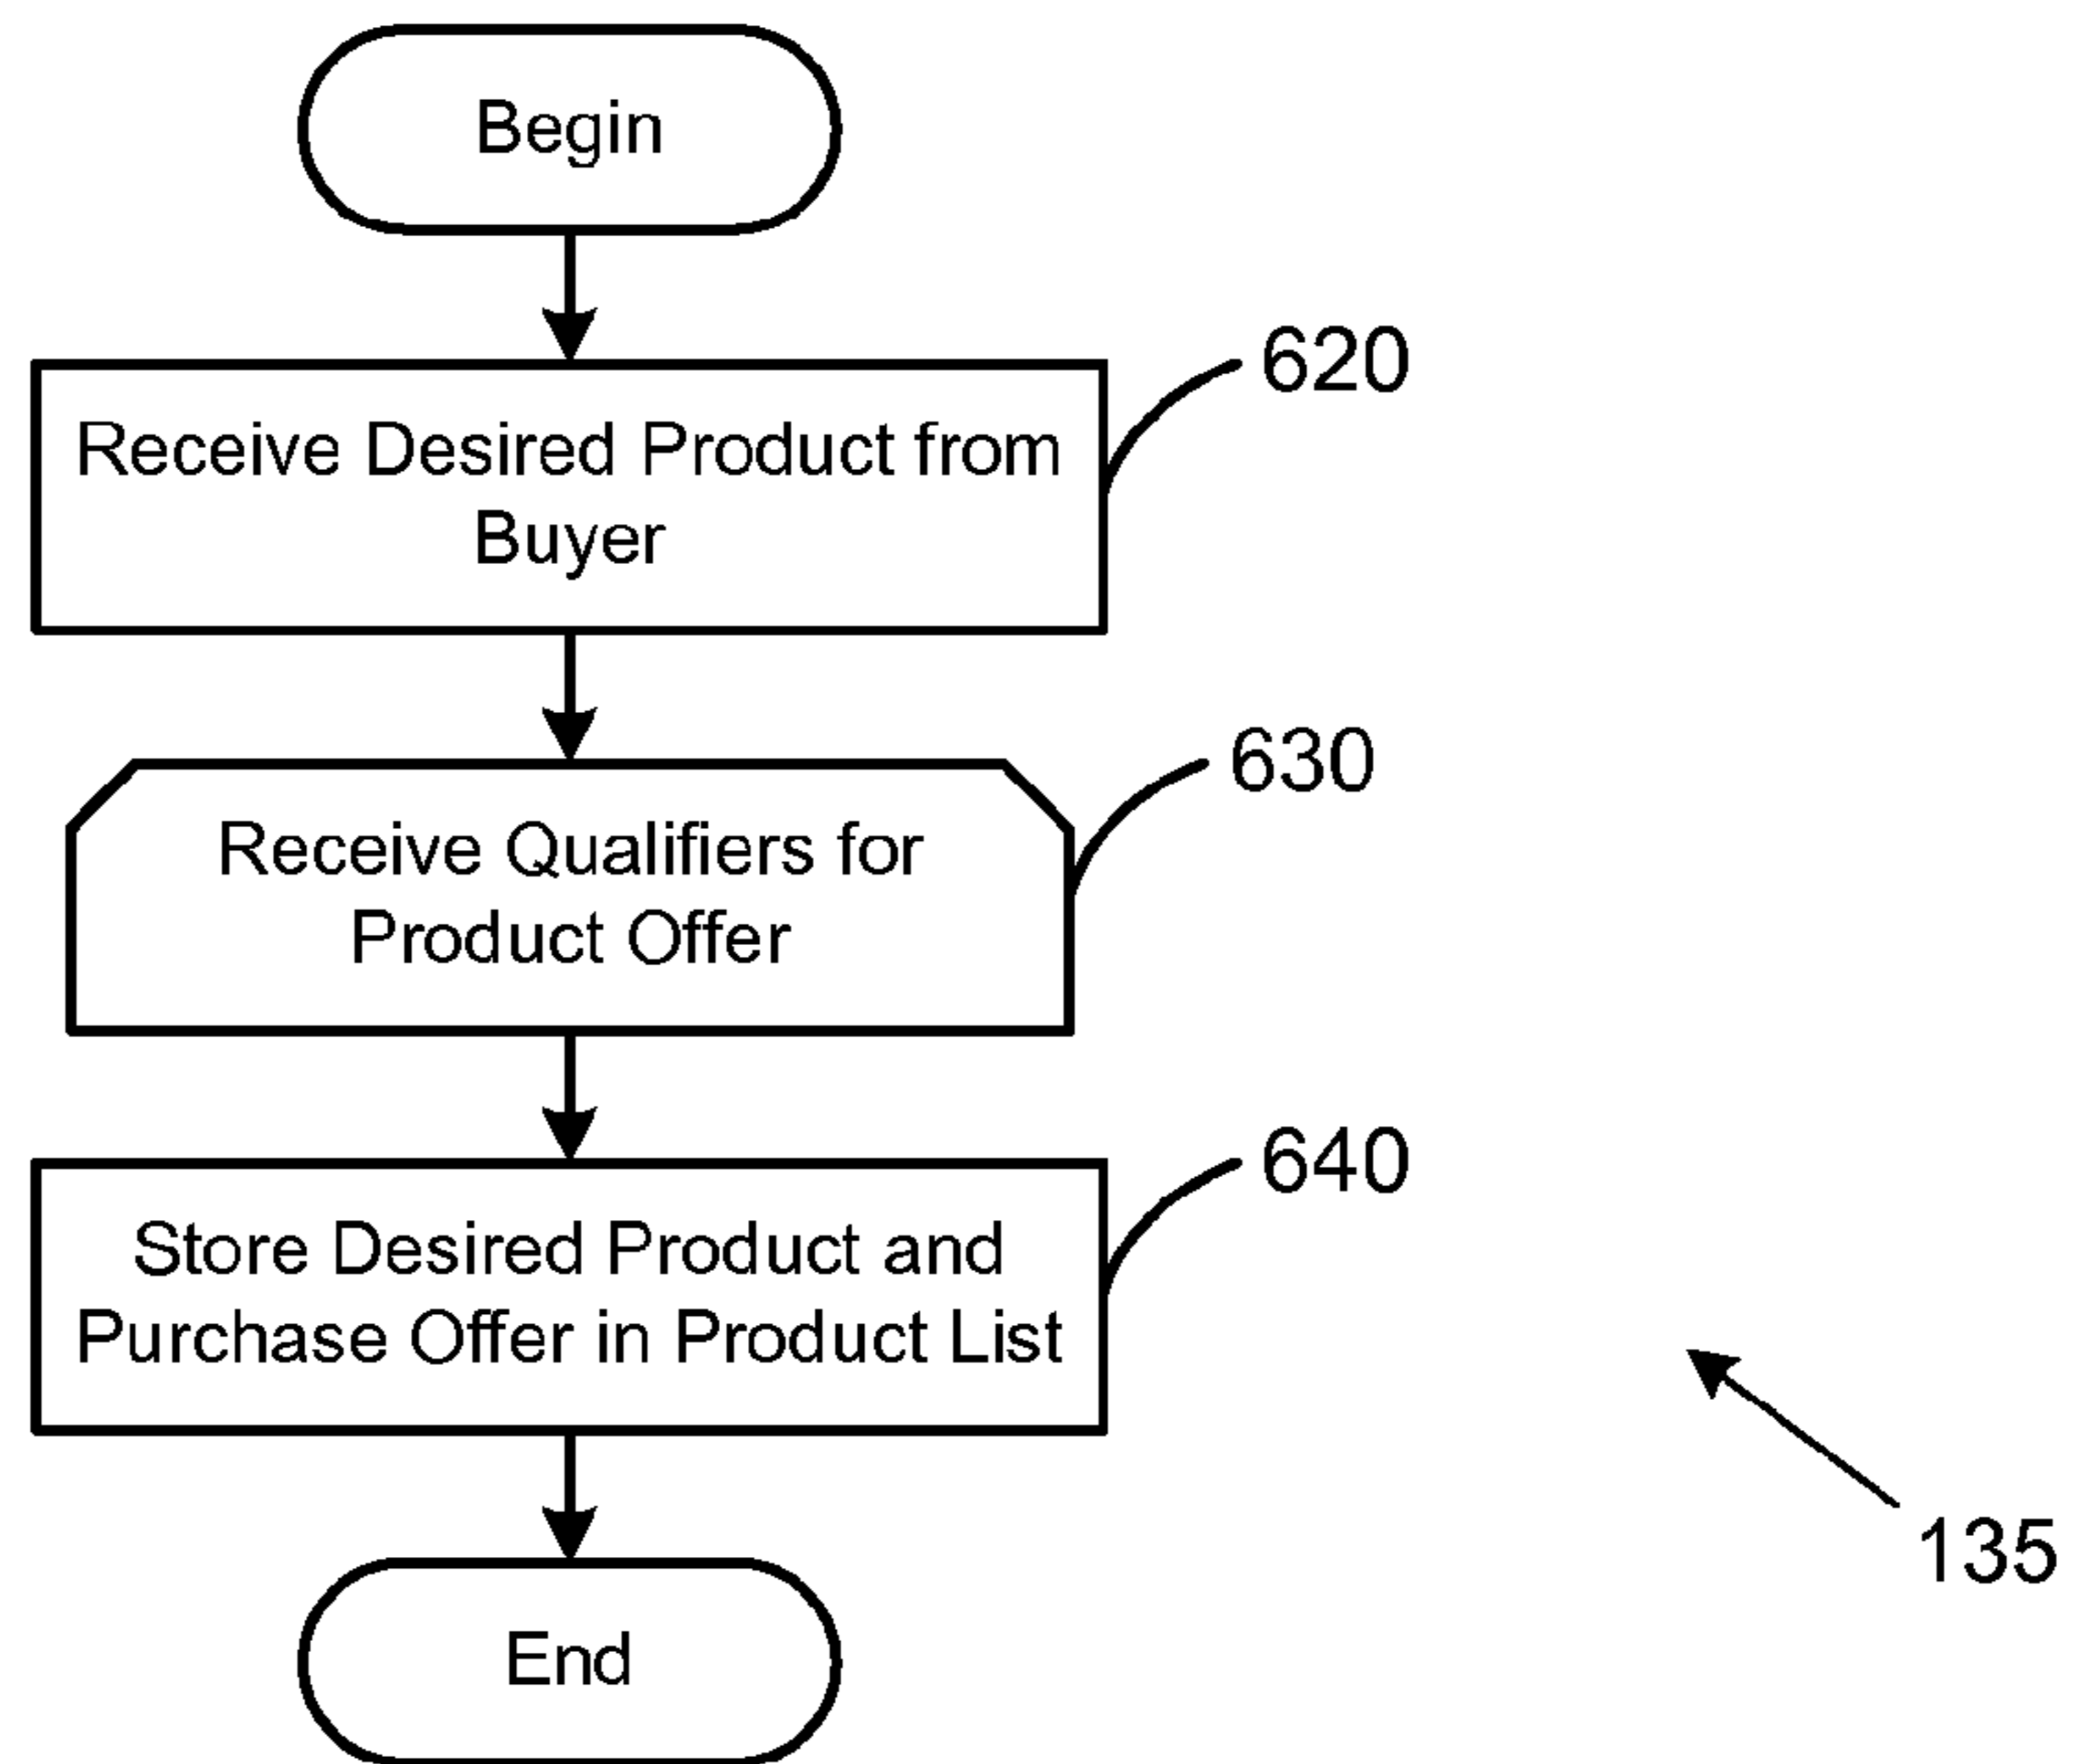 Begin
620
Receive Desired Product from
Buyer
630
Receive Qualifiers for
Product Offer
640
Store Desired Product and
Purchase Offer in Product List
135
End